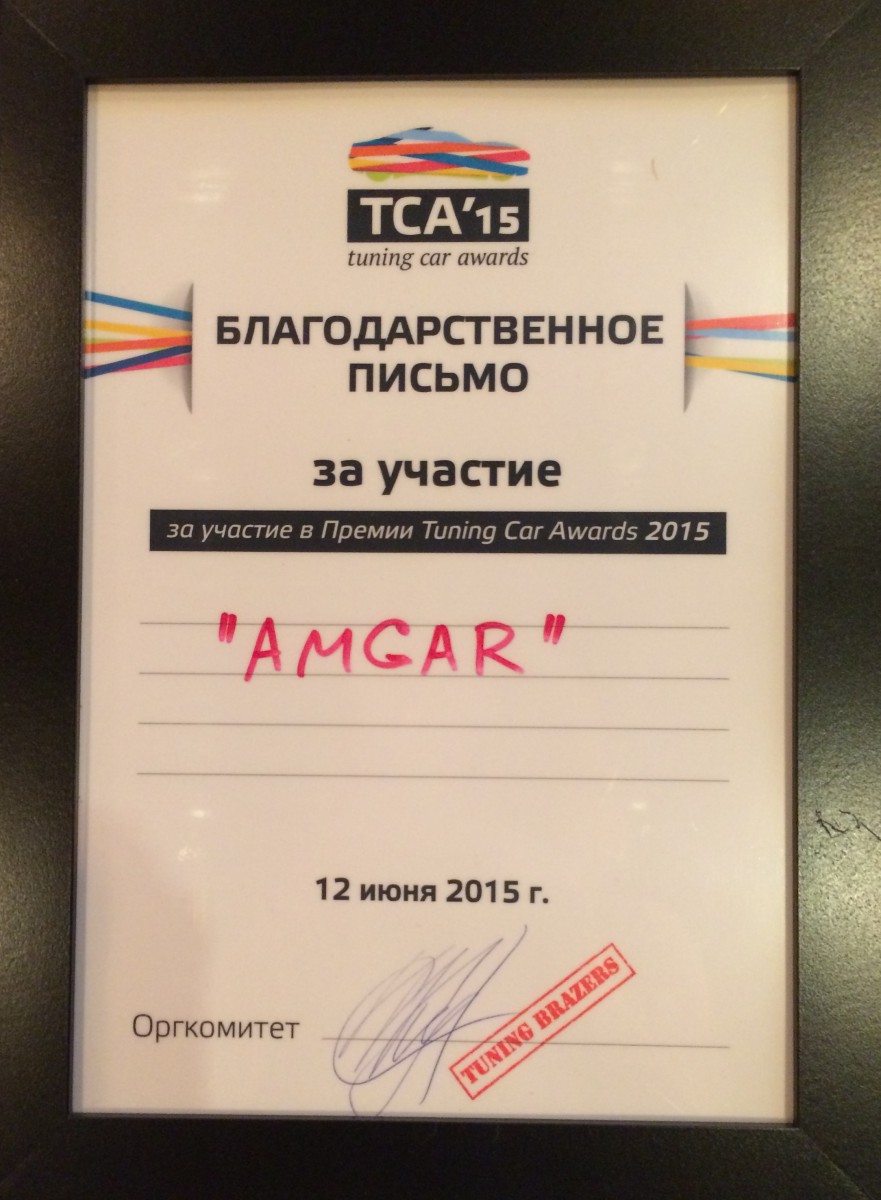 TCA'15
tuning car awards
БЛАГОДАРСТВЕННОЕ
ПИСЬМО
за участие
за участие в Премии Tuning Car Awards 2015
"AMGAR"
12 июня 2015 г.
Оргкомитет
TUNING BRAZERS